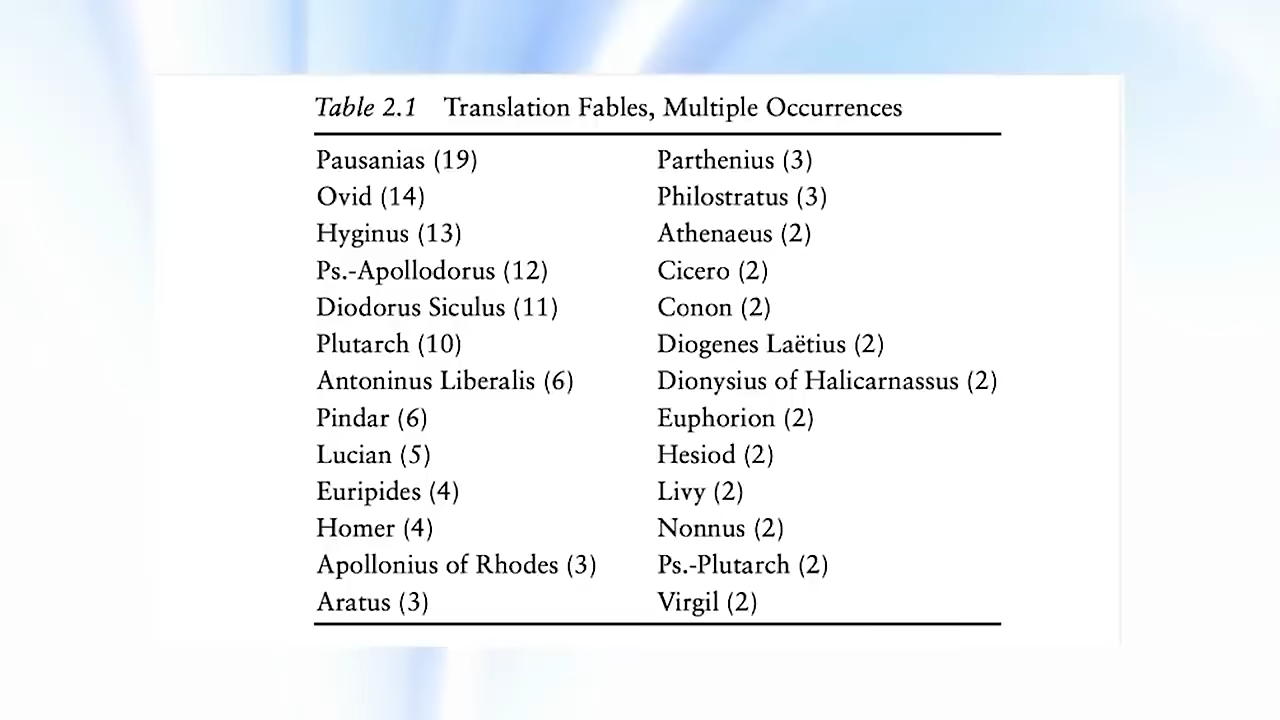 Table 2.1 Translation Fables, Multiple Occurrences
Pausanias (19)
Ovid (14)
Hyginus (13)
Ps.-Apollodorus (12)
Diodorus Siculus (11)
Plutarch (10)
Antoninus Liberalis (6)
Pindar (6)
Lucian (5)
Euripides (4)
Homer (4)
Apollonius of Rhodes (3)
Aratus (3)
Parthenius (3)
Philostratus (3)
Athenaeus (2)
Cicero (2)
Conon (2)
Diogenes Laëtius (2)
Dionysius of Halicarnassus (2)
Euphorion (2)
Hesiod (2)
Livy (2)
Nonnus (2)
Ps.-Plutarch (2)
Virgil (2)